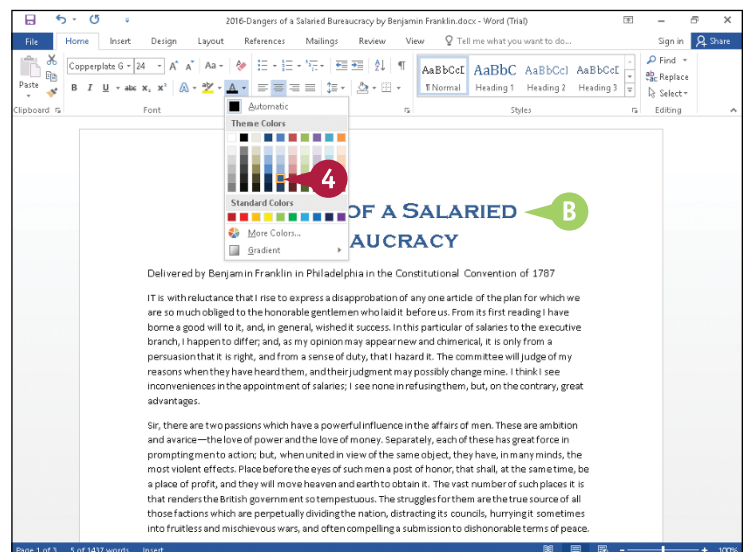 2016-Dangers of a Salaried Bureaucracy by Benjamin Franklin.docx - Word (Trial)
File Home Insert Design Layout References Mailings Review View Tell me what you want to do... Sign in Share
Paste
Copperplate G 24 A A Aa
B I U abc x₂ x² A A
AaBbCcI AaBbC AaBbCcI AaBbCcI
¶ Normal Heading 1 Heading 2 Heading 3
Find
Replace
Select
Clipboard Font Styles Editing
Automatic
Theme Colors
4
Standard Colors
More Colors...
Gradient
OF A SALARIED
B
AUCRACY
Delivered by Benjamin Franklin in Philadelphia in the Constitutional Convention of 1787
IT is with reluctance that I rise to express a disapprobation of any one article of the plan for which we
are so much obliged to the honorable gentlemen who laid it before us. From its first reading I have
borne a good will to it, and, in general, wished it success. In this particular of salaries to the executive
branch, I happen to differ; and, as my opinion may appear new and chimerical, it is only from a
persuasion that it is right, and from a sense of duty, that I hazard it. The committee will judge of my
reasons when they have heard them, and their judgment may possibly change mine. I think I see
inconveniences in the appointment of salaries; I see none in refusing them, but, on the contrary, great
advantages.
Sir, there are two passions which have a powerful influence in the affairs of men. These are ambition
and avarice—the love of power and the love of money. Separately, each of these has great force in
prompting men to action; but, when united in view of the same object, they have, in many minds, the
most violent effects. Place before the eyes of such men a post of honor, that shall, at the same time, be
a place of profit, and they will move heaven and earth to obtain it. The vast number of such places it is
that renders the British government so tempestuous. The struggles for them are the true source of all
those factions which are perpetually dividing the nation, distracting its councils, hurrying it sometimes
into fruitless and mischievous wars, and often compelling a submission to dishonorable terms of peace.
Page 1 of 3 5 of 1437 words Insert 100%